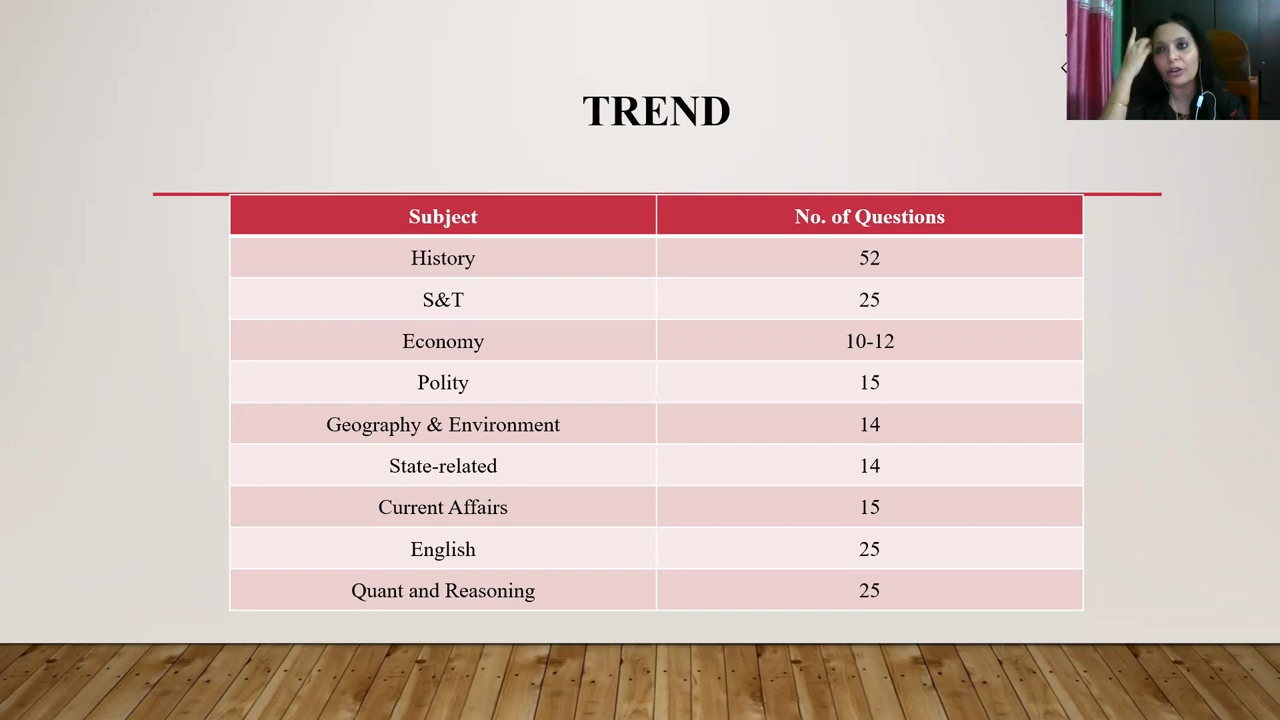 TREND
Subject No. of Questions
History 52
S&T 25
Economy 10-12
Polity 15
Geography & Environment 14
State-related 14
Current Affairs 15
English 25
Quant and Reasoning 25